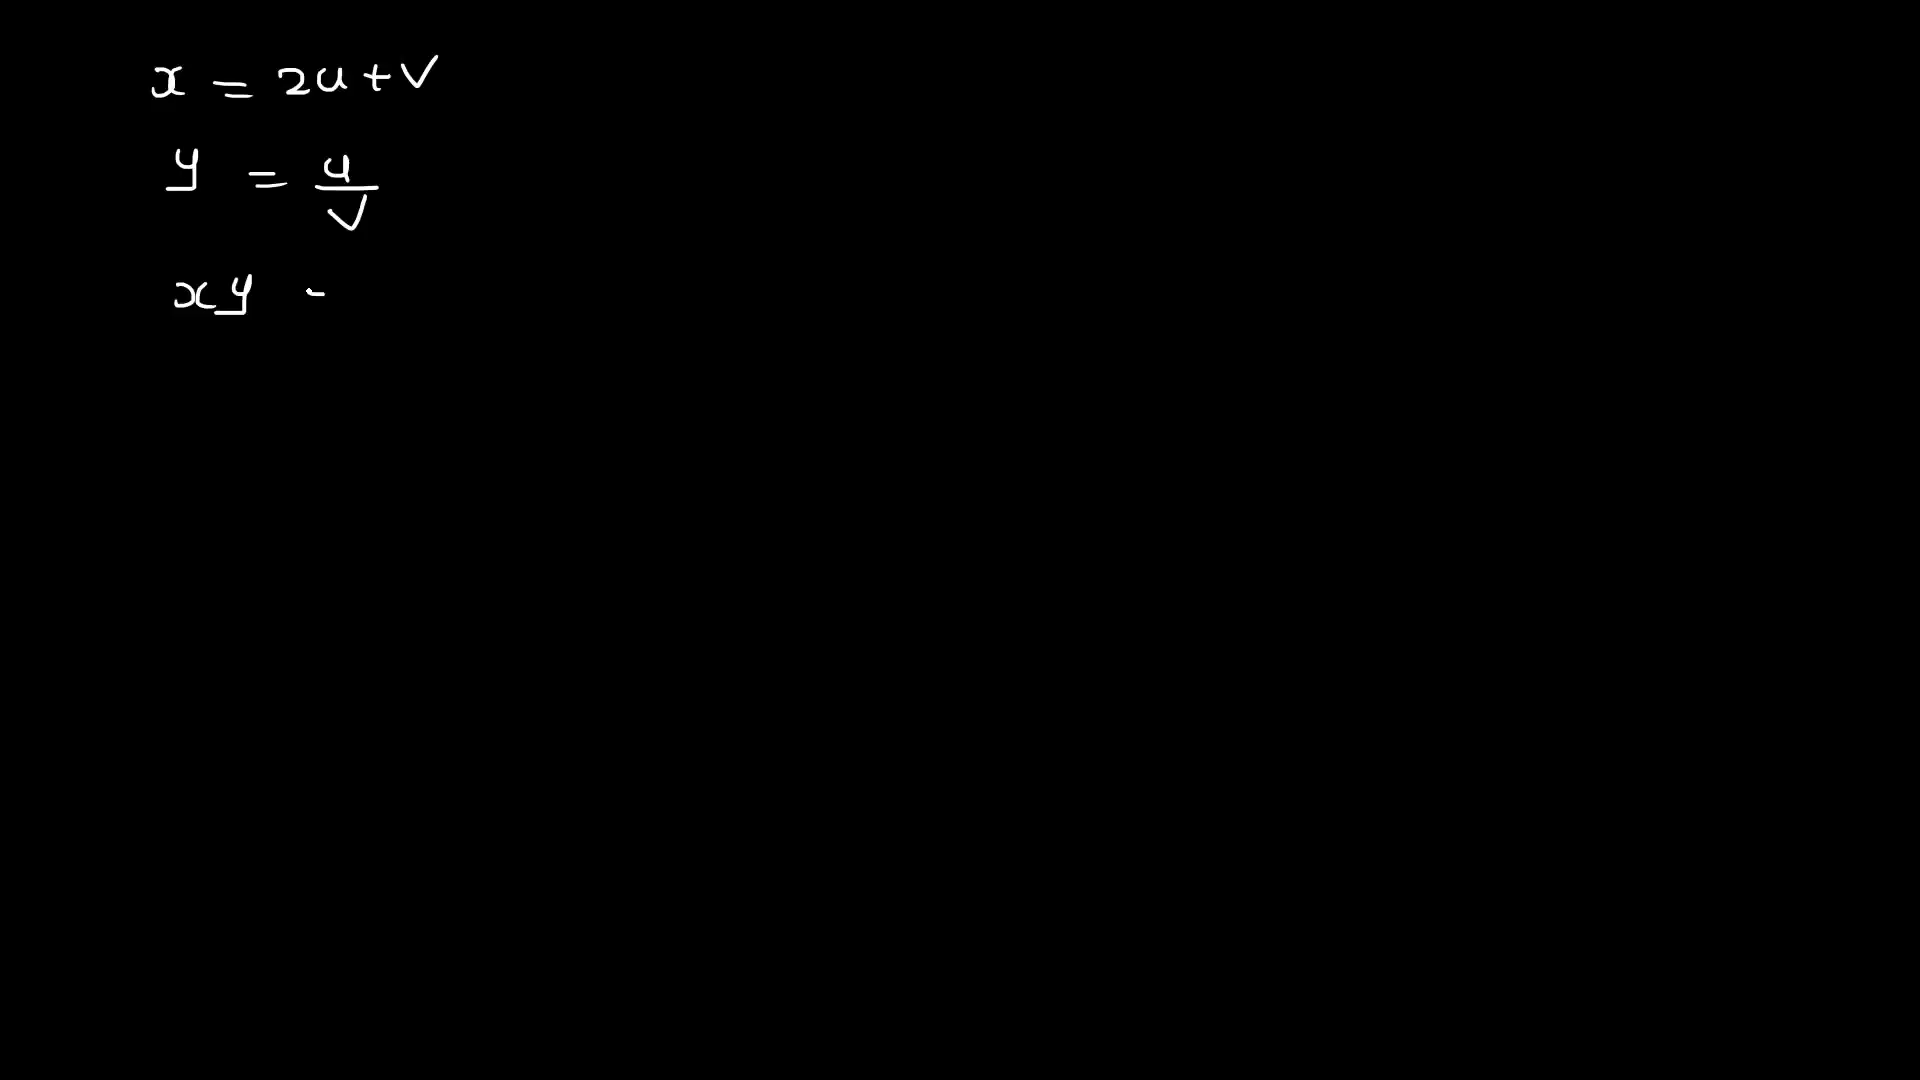 x = 2u + v
y = u/v
xy -